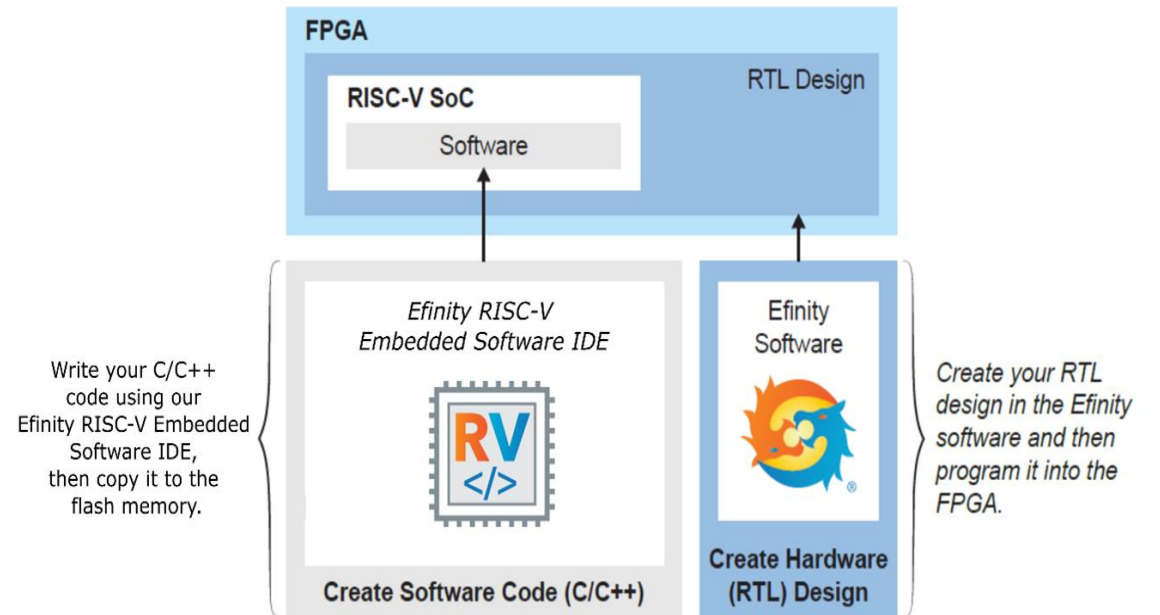 FPGA
RTL Design
RISC-V SoC
Software
Efinity RISC-V
Embedded Software IDE
RV
</>
Create Software Code (C/C++)
Efinity
Software
®
Create Hardware
(RTL) Design
Write your C/C++
code using our
Efinity RISC-V Embedded
Software IDE,
then copy it to the
flash memory.
Create your RTL
design in the Efinity
software and then
program it into the
FPGA.